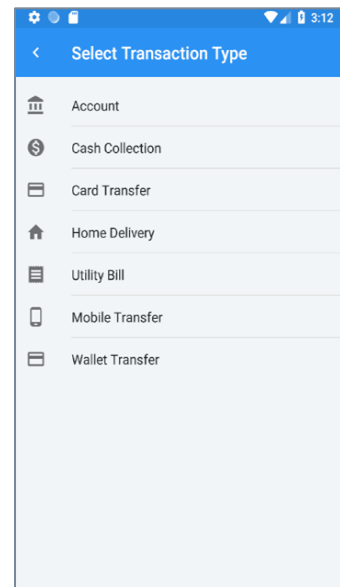 3:12
Select Transaction Type
Account
Cash Collection
Card Transfer
Home Delivery
Utility Bill
Mobile Transfer
Wallet Transfer